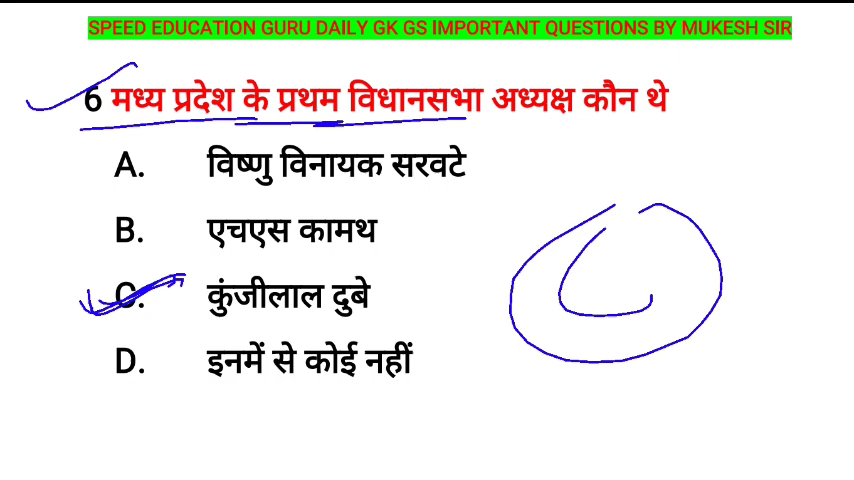 SPEED EDUCATION GURU DAILY GK GS IMPORTANT QUESTIONS BY MUKESH SIR
6 मध्य प्रदेश के प्रथम विधानसभा अध्यक्ष कौन थे
A. विष्णु विनायक सरवटे
B. एचएस कामथ
C. कुंजीलाल दुबे
D. इनमें से कोई नहीं